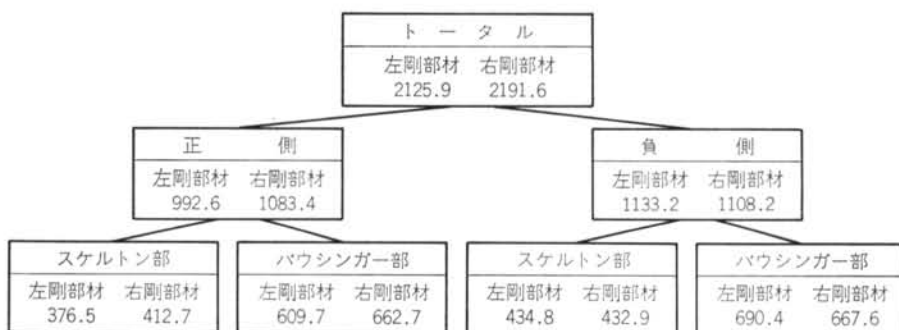 トータル
左剛部材 右剛部材
2125.9 2191.6
正側
左剛部材 右剛部材
992.6 1083.4
負側
左剛部材 右剛部材
1133.2 1108.2
スケルトン部
左剛部材 右剛部材
376.5 412.7
バウシンガー部
左剛部材 右剛部材
609.7 662.7
スケルトン部
左剛部材 右剛部材
434.8 432.9
バウシンガー部
左剛部材 右剛部材
690.4 667.6